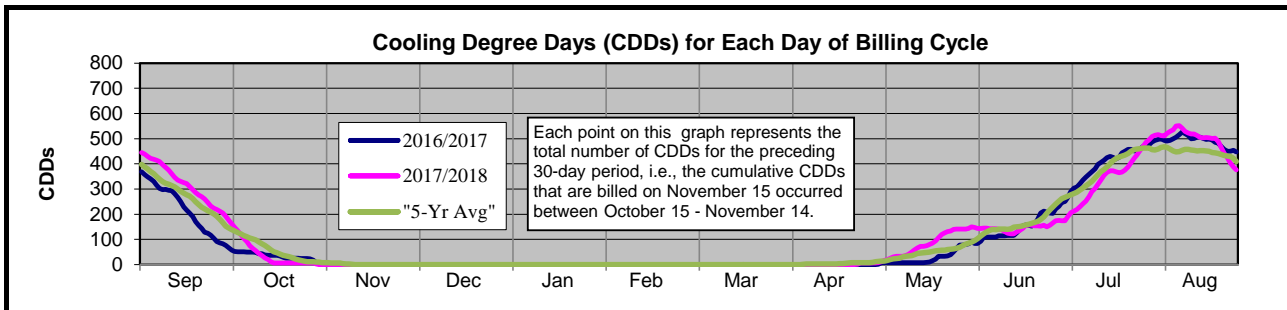 Cooling Degree Days (CDDs) for Each Day of Billing Cycle
800
700
600
500
400
300
200
100
0
CDDs
2016/2017
2017/2018
"5-Yr Avg"
Each point on this graph represents the
total number of CDDs for the preceding
30-day period, i.e., the cumulative CDDs
that are billed on November 15 occurred
between October 15 - November 14.
Sep Oct Nov Dec Jan Feb Mar Apr May Jun Jul Aug